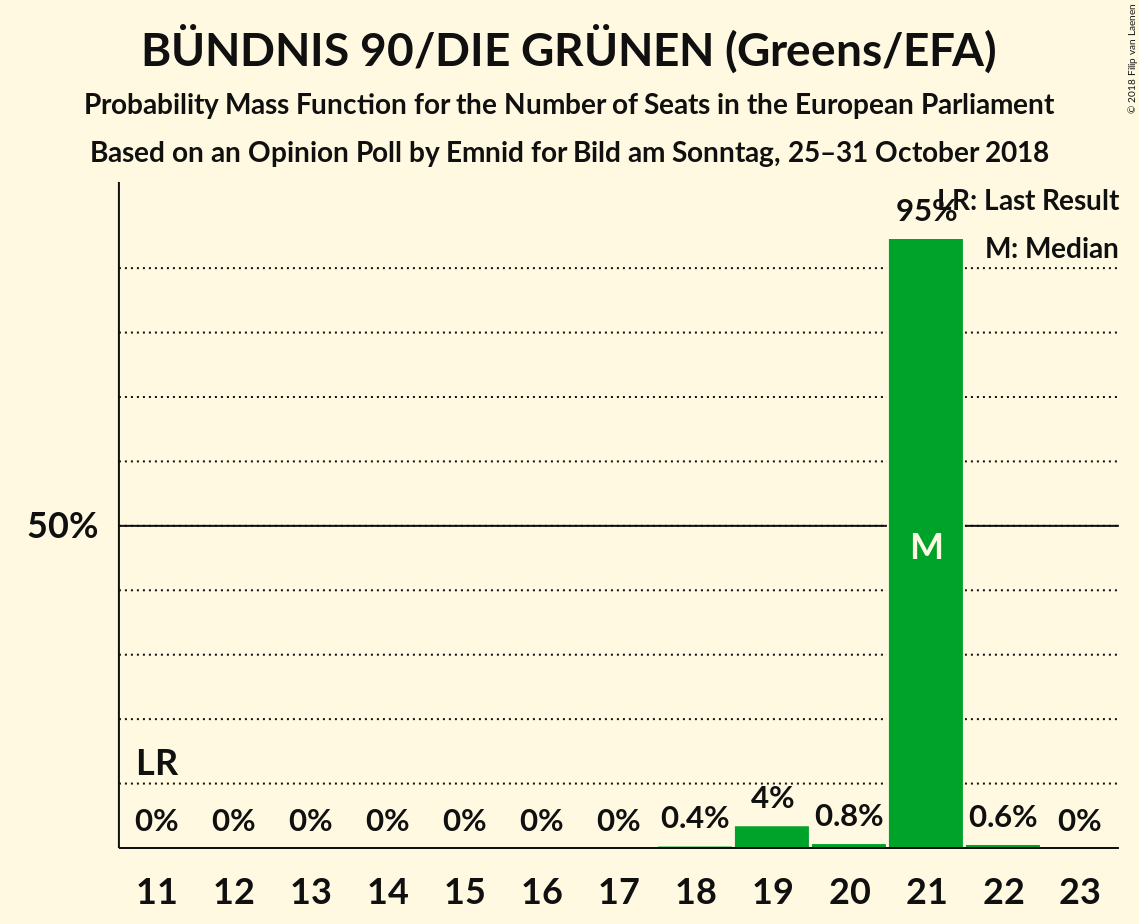 BÜNDNIS 90/DIE GRÜNEN (Greens/EFA)
Probability Mass Function for the Number of Seats in the European Parliament
Based on an Opinion Poll by Emnid for Bild am Sonntag, 25–31 October 2018
© 2018 Filip van Laenen
LR: Last Result
M: Median
95%
50%
M
LR
0% 0% 0% 0% 0% 0% 0% 0.4% 4% 0.8% 0.6% 0%
11 12 13 14 15 16 17 18 19 20 21 22 23